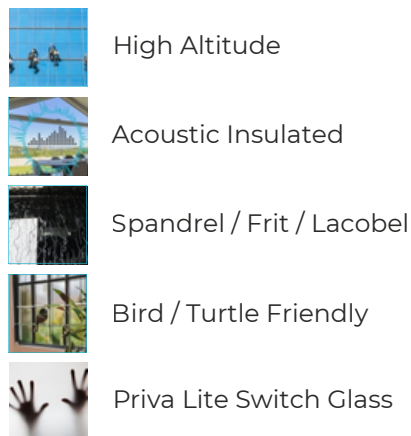 High Altitude
Acoustic Insulated
Spandrel / Frit / Lacobel
Bird / Turtle Friendly
Priva Lite Switch Glass